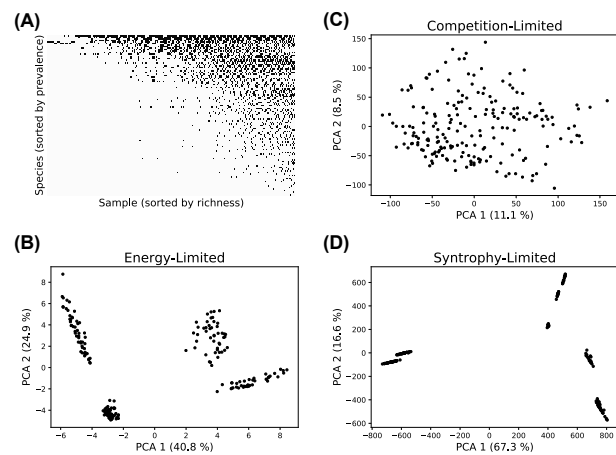 (A)
Species (sorted by prevalence)
Sample (sorted by richness)
(C)
Competition-Limited
PCA 2 (8.5 %)
150
100
50
0
−50
−100
−100 −50 0 50 100 150
PCA 1 (11.1 %)
(B)
Energy-Limited
PCA 2 (24.9 %)
8
6
4
2
0
−2
−4
−6 −4 −2 0 2 4 6 8
PCA 1 (40.8 %)
(D)
Syntrophy-Limited
PCA 2 (16.6 %)
600
400
200
0
−200
−400
−600
−800 −600 −400 −200 0 200 400 600 800
PCA 1 (67.3 %)